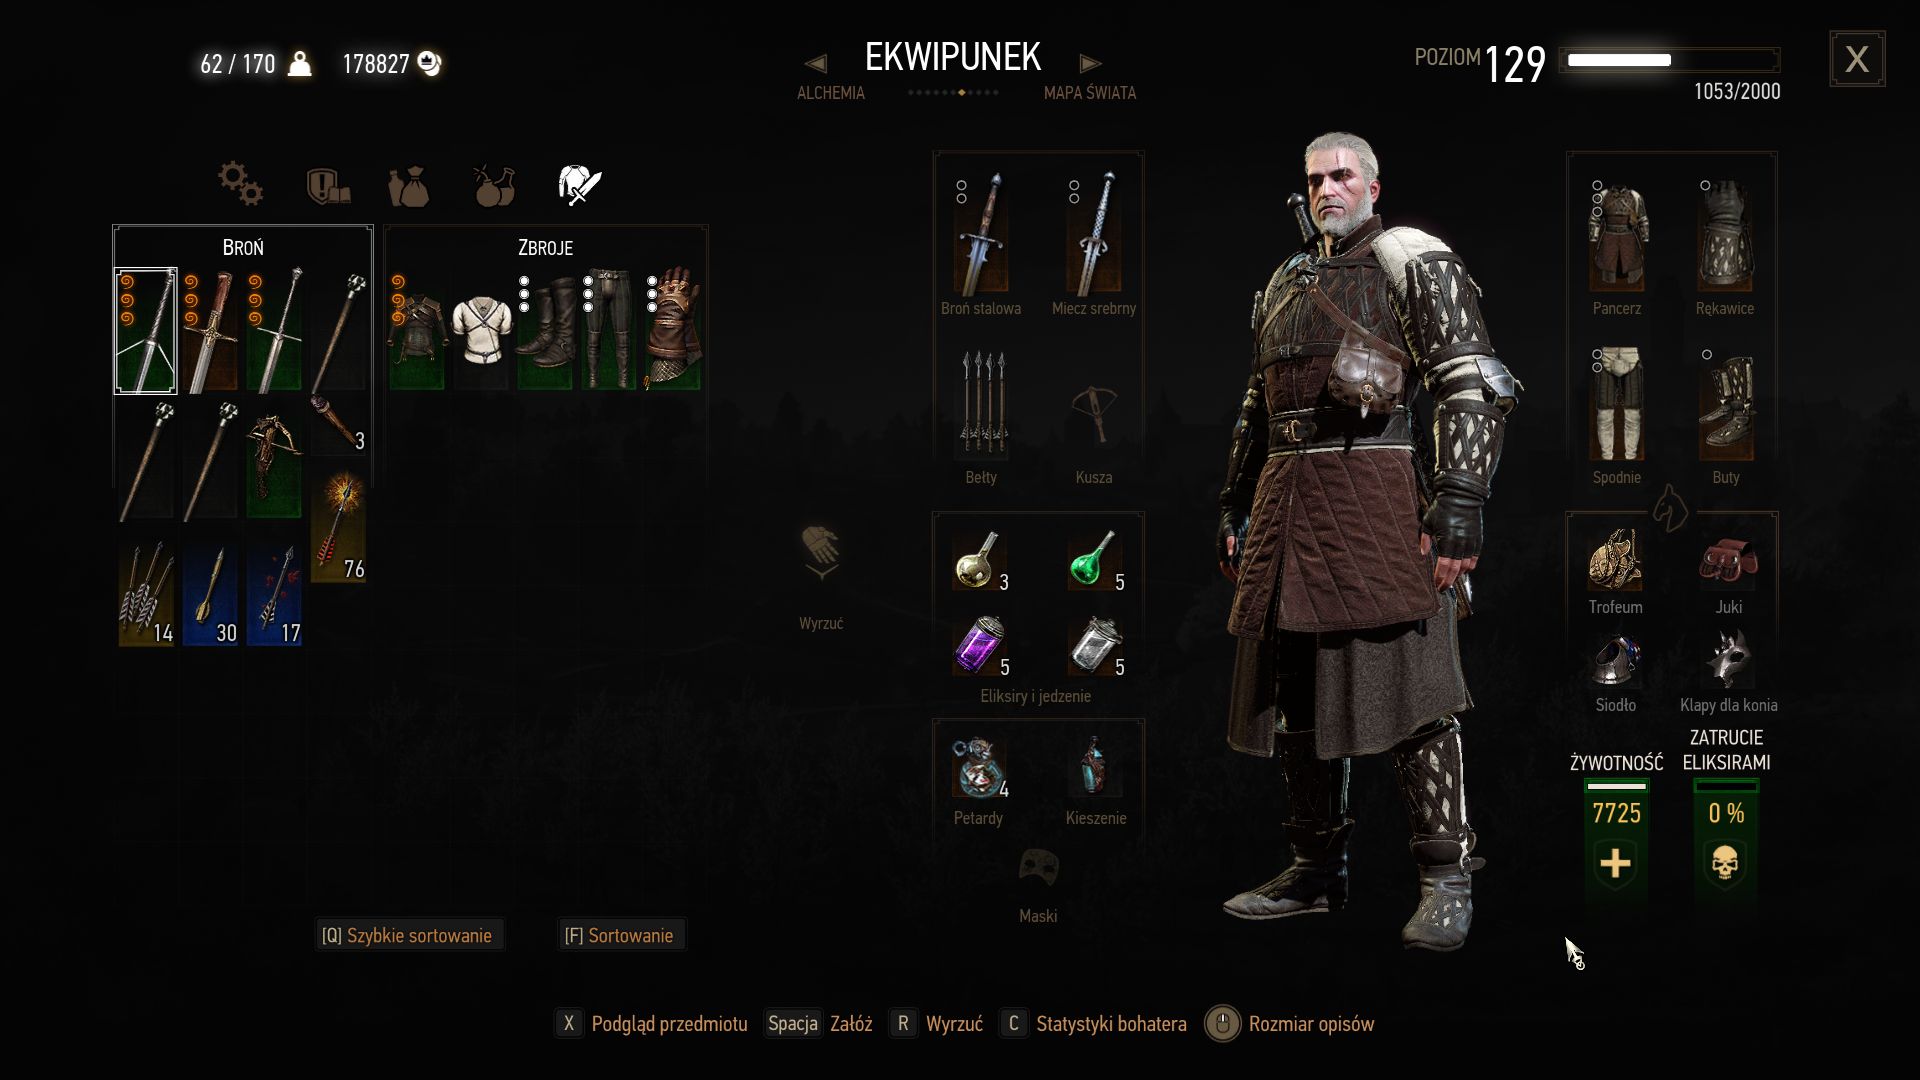 62 / 170
178827
EKWIPUNEK
ALCHEMIA
MAPA ŚWIATA
POZIOM 129
1053/2000
X
BROŃ
ZBROJE
3
76
14
30
17
Wyrzuć
Broń stalowa
Miecz srebrny
Bełty
Kusza
3
5
5
5
Eliksiry i jedzenie
4
Petardy
Kieszenie
Maski
Pancerz
Rękawice
Spodnie
Buty
Trofeum
Juki
Siodło
Klapy dla konia
ŻYWOTNOŚĆ
ZATRUCIE
ELIKSIRAMI
7725
0 %
[Q] Szybkie sortowanie
[F] Sortowanie
X Podgląd przedmiotu Spacja Załóż R Wyrzuć C Statystyki bohatera Rozmiar opisów